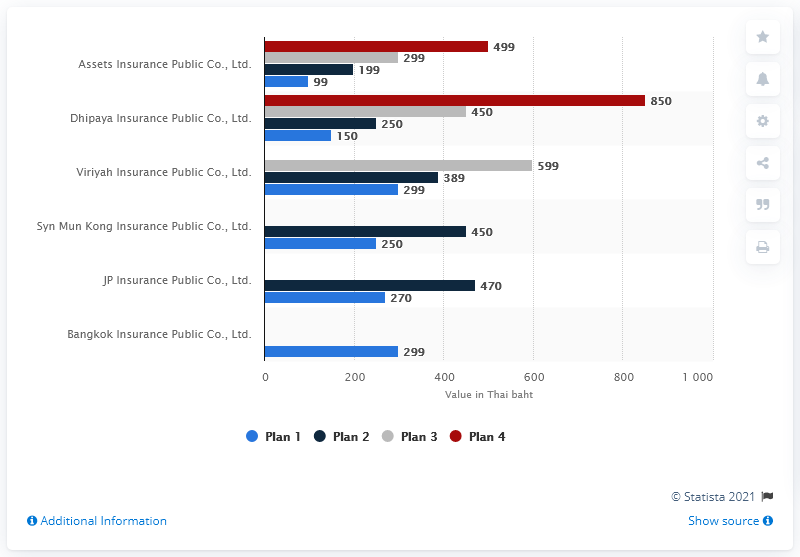 Assets Insurance Public Co., Ltd.
499
299
199
99
Dhipaya Insurance Public Co., Ltd.
850
450
250
150
Viriyah Insurance Public Co., Ltd.
599
389
299
Syn Mun Kong Insurance Public Co., Ltd.
450
250
JP Insurance Public Co., Ltd.
470
270
Bangkok Insurance Public Co., Ltd.
299
0 200 400 600 800 1 000
Value in Thai baht
Plan 1 Plan 2 Plan 3 Plan 4
© Statista 2021
Additional Information Show source